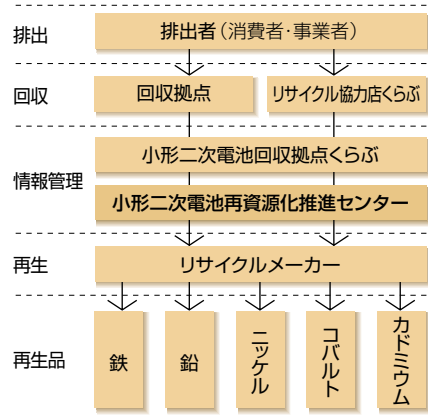 排出
排出者(消費者・事業者)
回収
回収拠点
リサイクル協力店くらぶ
情報管理
小形二次電池回収拠点くらぶ
小形二次電池再資源化推進センター
再生
リサイクルメーカー
再生品
鉄
鉛
ニッケル
コバルト
カドミウム